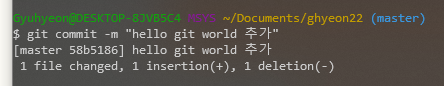 Gyuhyeon@DESKTOP-BJVB5C4 MINGW64 ~/Documents/ghyeon22 (master)
$ git commit -m "hello git world 추가"
[master 58b5186] hello git world 추가
 1 file changed, 1 insertion(+), 1 deletion(-)